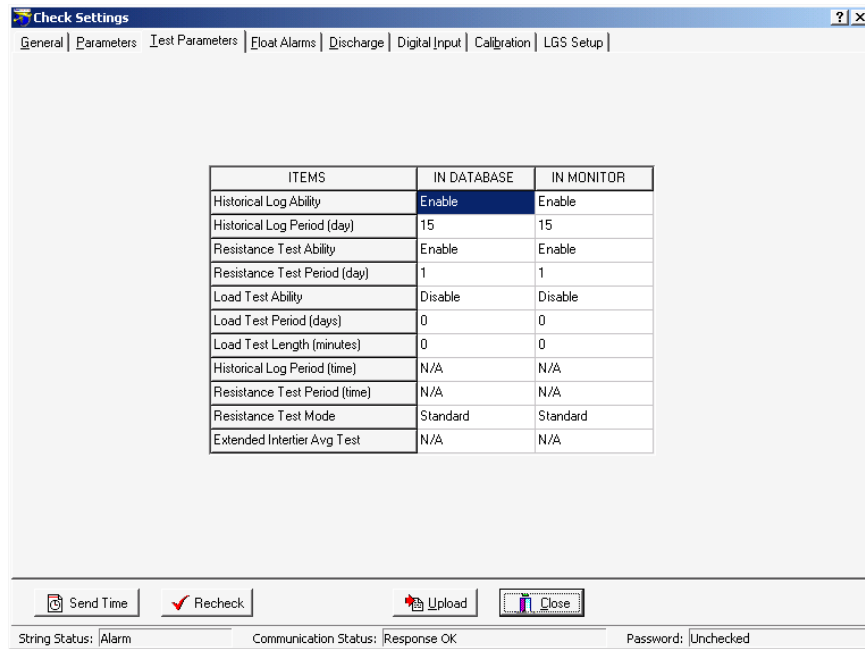 Check Settings
General Parameters Test Parameters Float Alarms Discharge Digital Input Calibration LGS Setup
ITEMS IN DATABASE IN MONITOR
Historical Log Ability Enable Enable
Historical Log Period (day) 15 15
Resistance Test Ability Enable Enable
Resistance Test Period (day) 1 1
Load Test Ability Disable Disable
Load Test Period (days) 0 0
Load Test Length (minutes) 0 0
Historical Log Period (time) N/A N/A
Resistance Test Period (time) N/A N/A
Resistance Test Mode Standard Standard
Extended Intertier Avg Test N/A N/A
Send Time Recheck Upload Close
String Status: Alarm Communication Status: Response OK Password: Unchecked